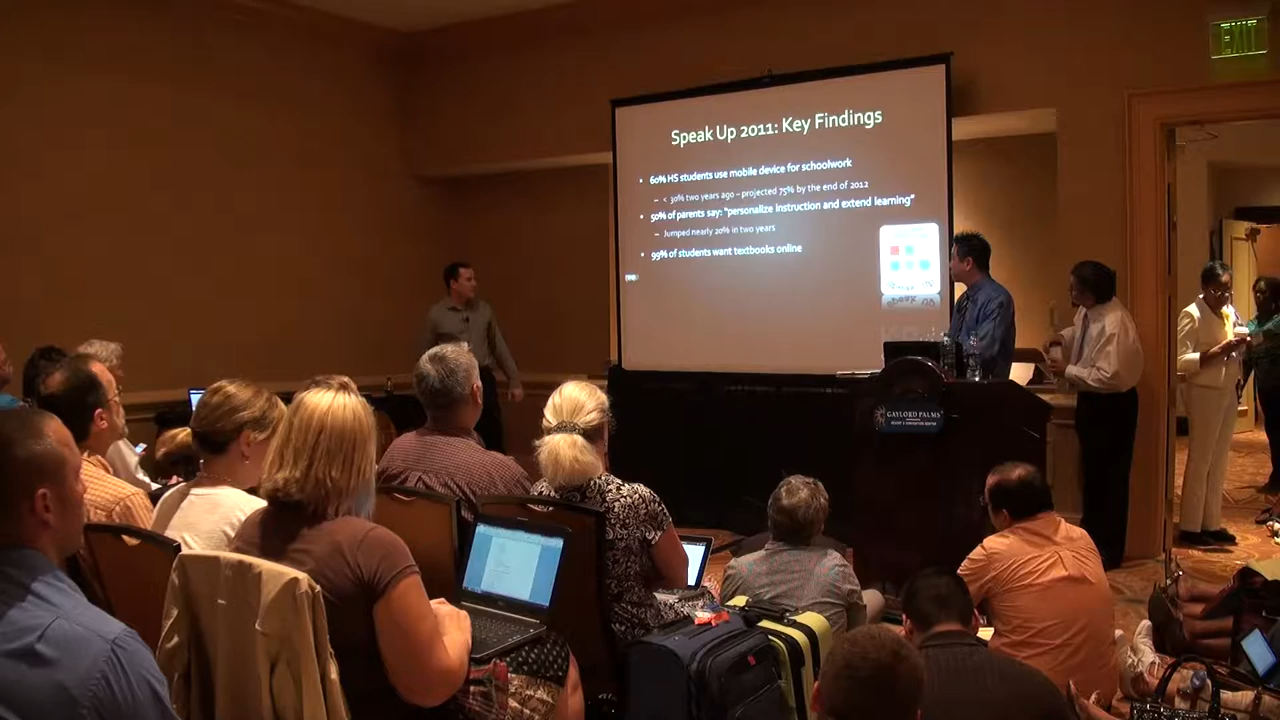 EXIT
Speak Up 2011: Key Findings
• 60% HS students use mobile device for schoolwork
– < 30% two years ago – projected 75% by the end of 2012
• 50% of parents say: "personalize instruction and extend learning"
– Jumped nearly 20% in two years
• 99% of students want textbooks online
GAYLORD PALMS